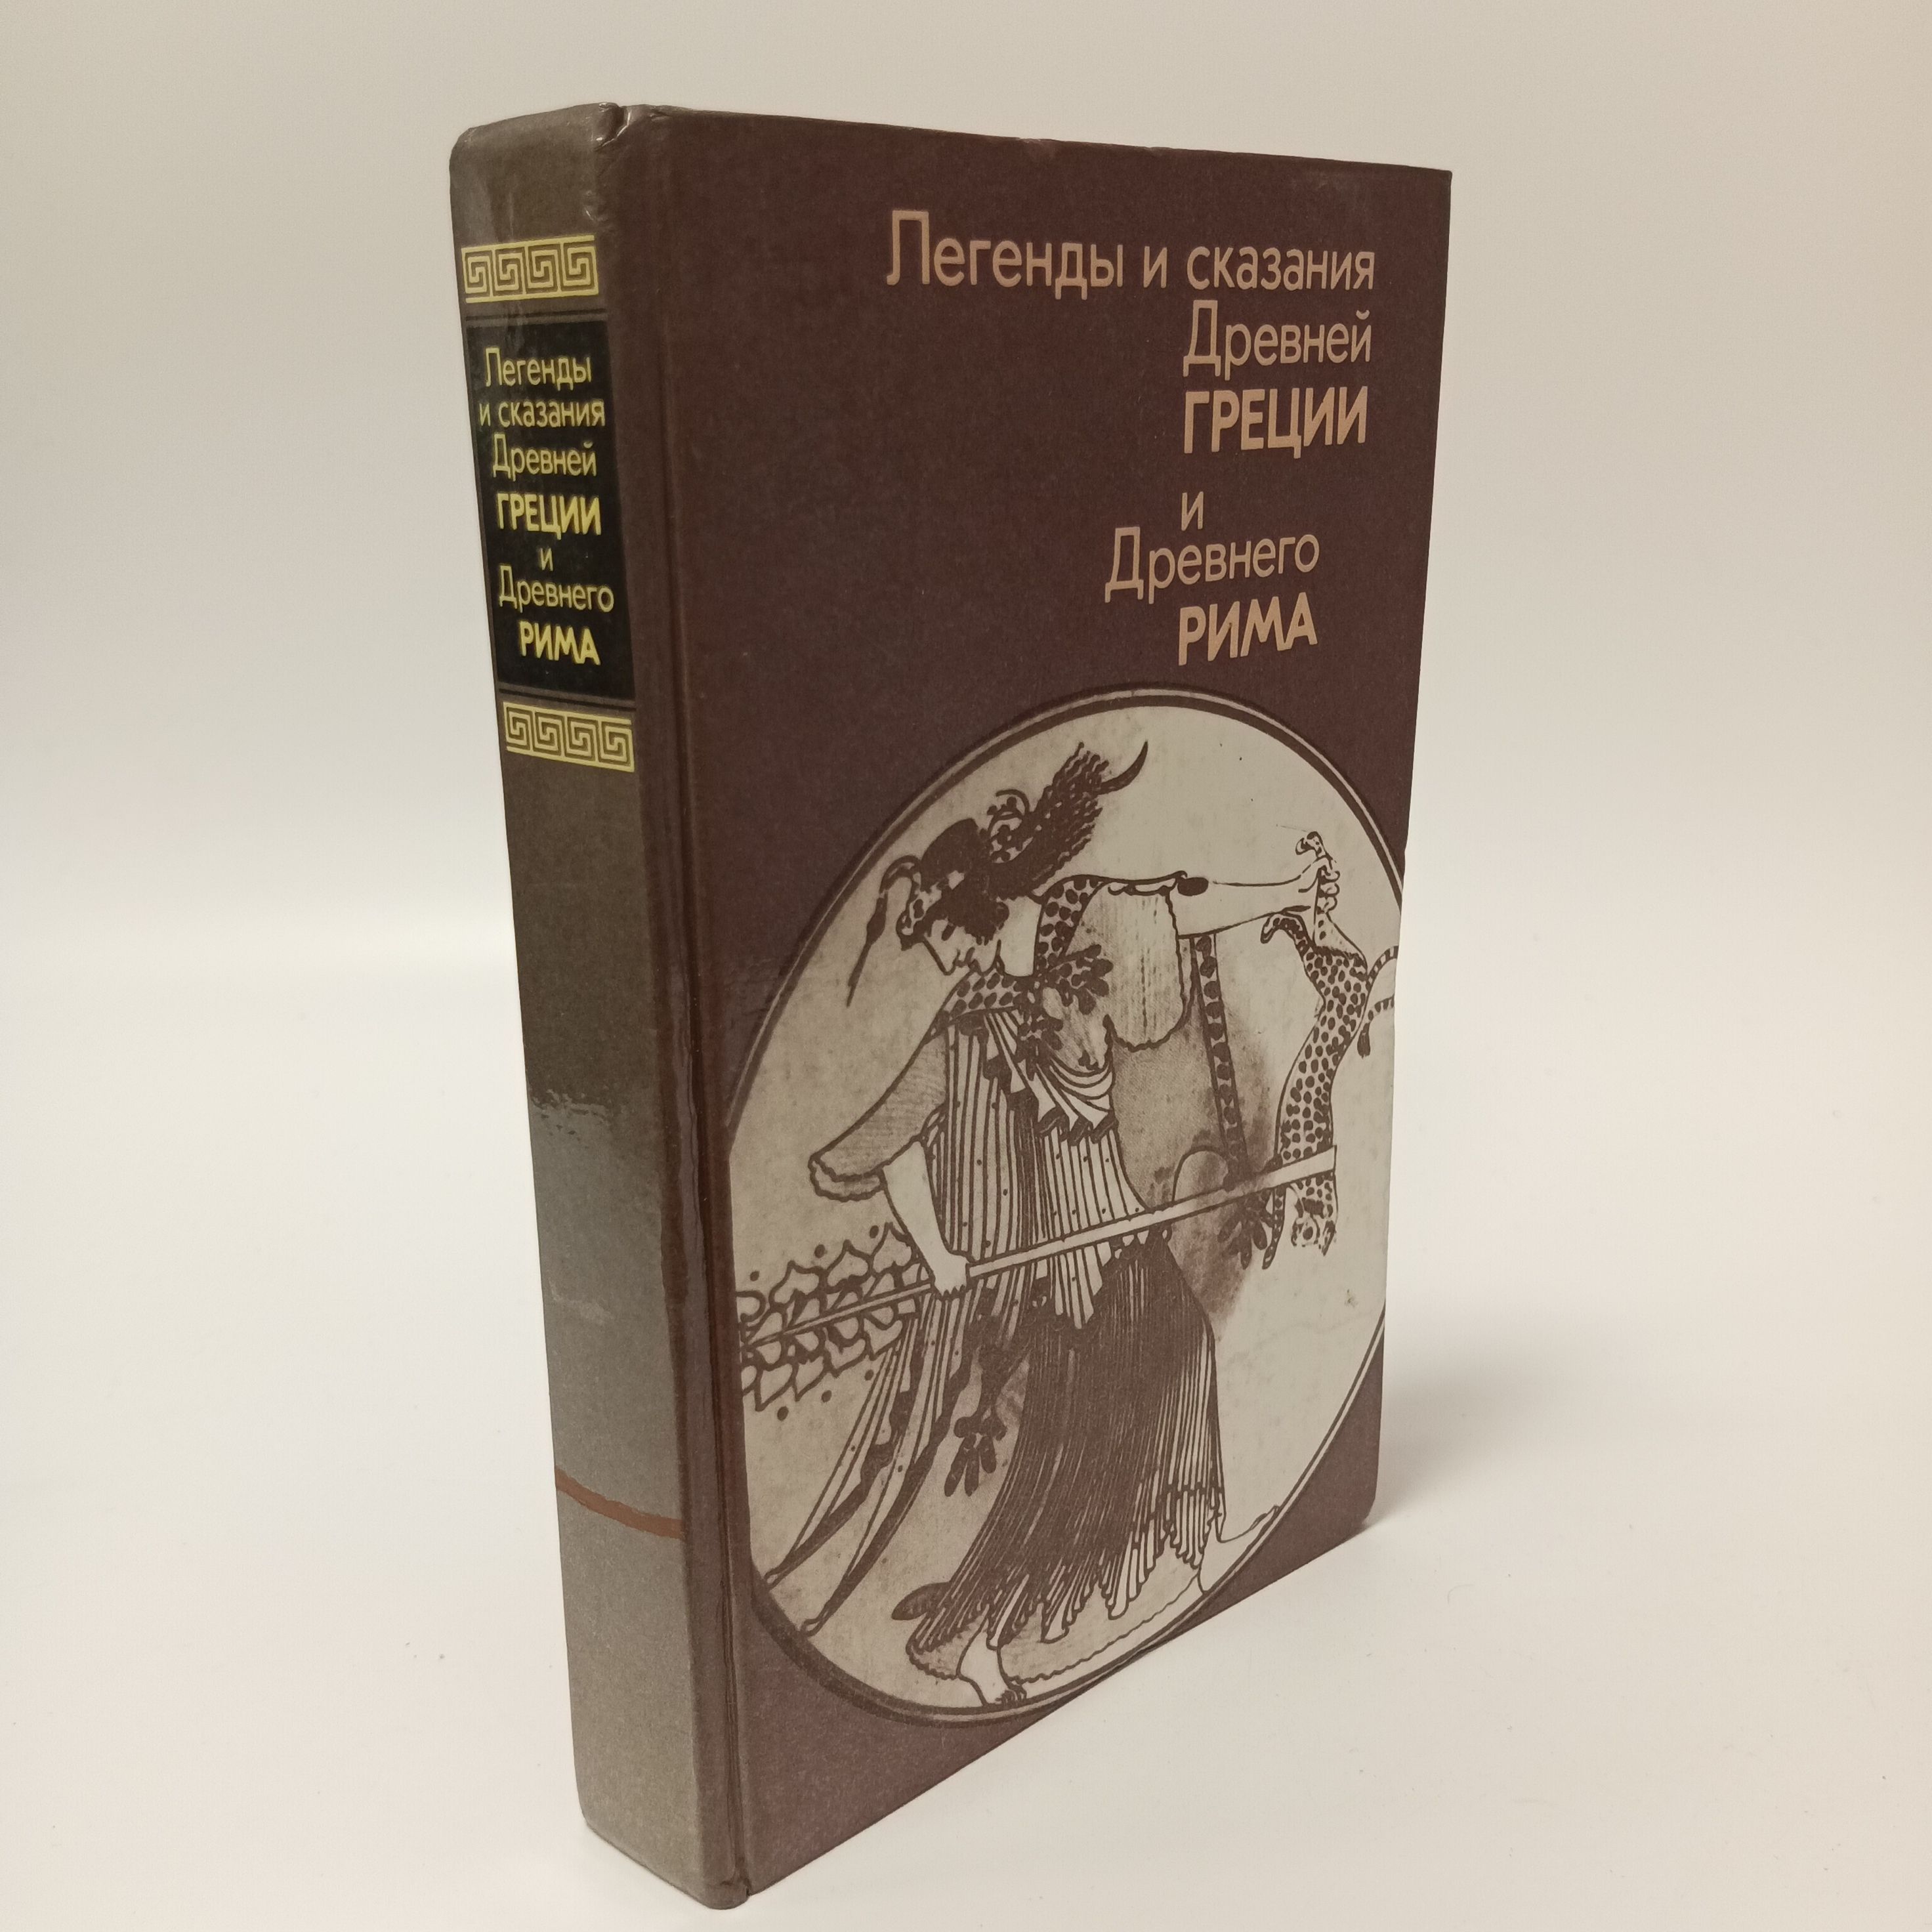 Легенды
и сказания
Древней
ГРЕЦИИ
и
Древнего
РИМА
Легенды и сказания
Древней
ГРЕЦИИ
и
Древнего
РИМА